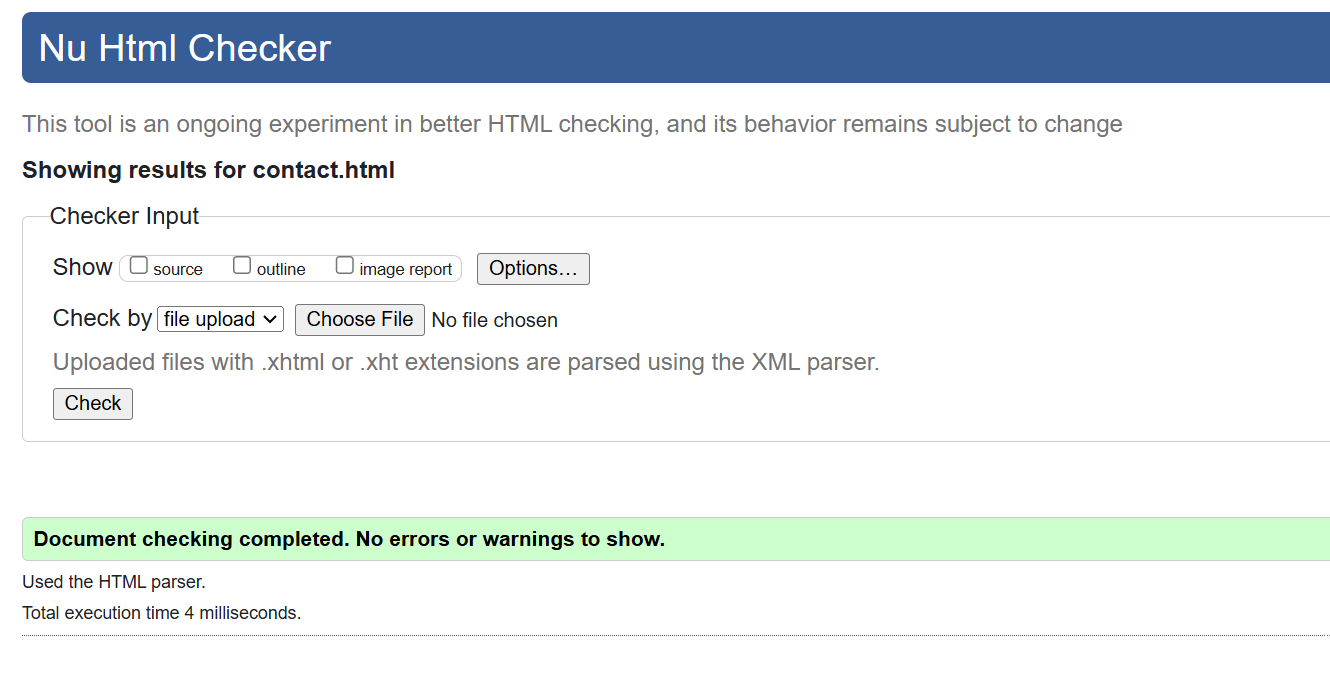 Nu Html Checker
This tool is an ongoing experiment in better HTML checking, and its behavior remains subject to change
Showing results for contact.html
Checker Input
Show source outline image report Options…
Check by file upload Choose File No file chosen
Uploaded files with .xhtml or .xht extensions are parsed using the XML parser.
Check
Document checking completed. No errors or warnings to show.
Used the HTML parser.
Total execution time 4 milliseconds.